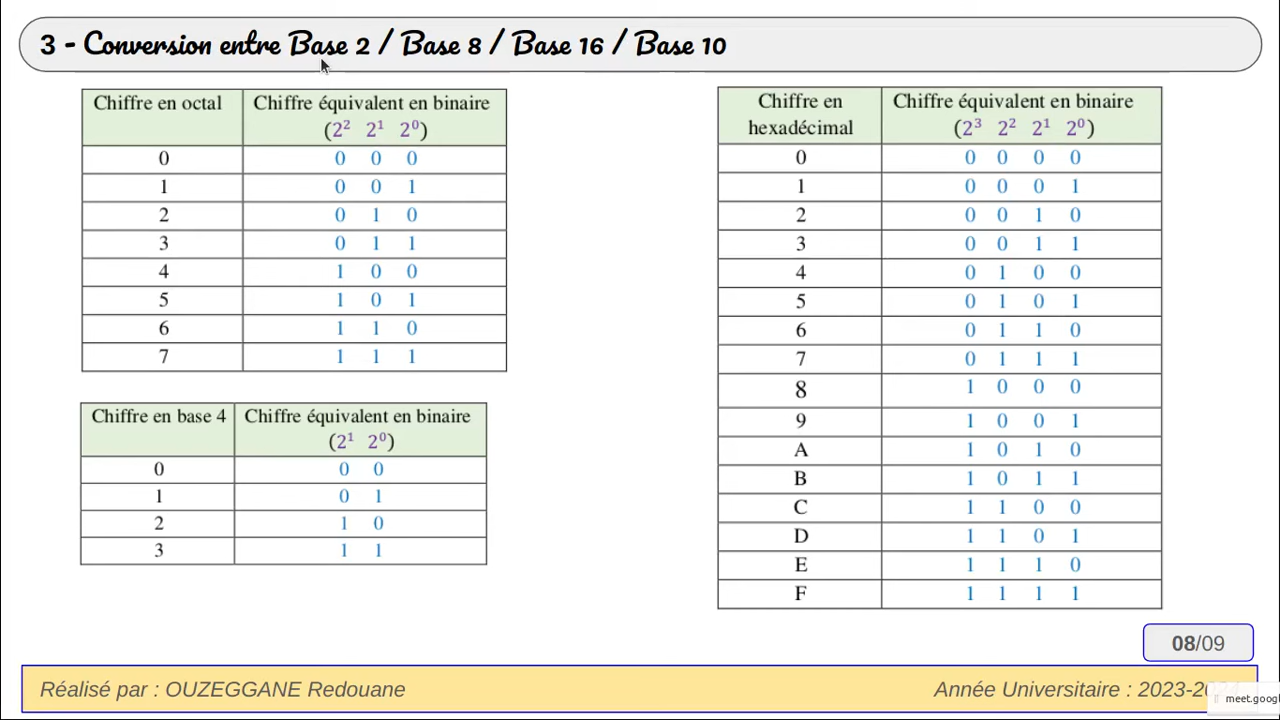 3 - Conversion entre Base 2 / Base 8 / Base 16 / Base 10
Chiffre en octal Chiffre équivalent en binaire
(2² 2¹ 2⁰)
0 0 0 0
1 0 0 1
2 0 1 0
3 0 1 1
4 1 0 0
5 1 0 1
6 1 1 0
7 1 1 1
Chiffre en base 4 Chiffre équivalent en binaire
(2¹ 2⁰)
0 0 0
1 0 1
2 1 0
3 1 1
Chiffre en Chiffre équivalent en binaire
hexadécimal (2³ 2² 2¹ 2⁰)
0 0 0 0 0
1 0 0 0 1
2 0 0 1 0
3 0 0 1 1
4 0 1 0 0
5 0 1 0 1
6 0 1 1 0
7 0 1 1 1
8 1 0 0 0
9 1 0 0 1
A 1 0 1 0
B 1 0 1 1
C 1 1 0 0
D 1 1 0 1
E 1 1 1 0
F 1 1 1 1
08/09
Réalisé par : OUZEGGANE Redouane Année Universitaire :
meet.googl